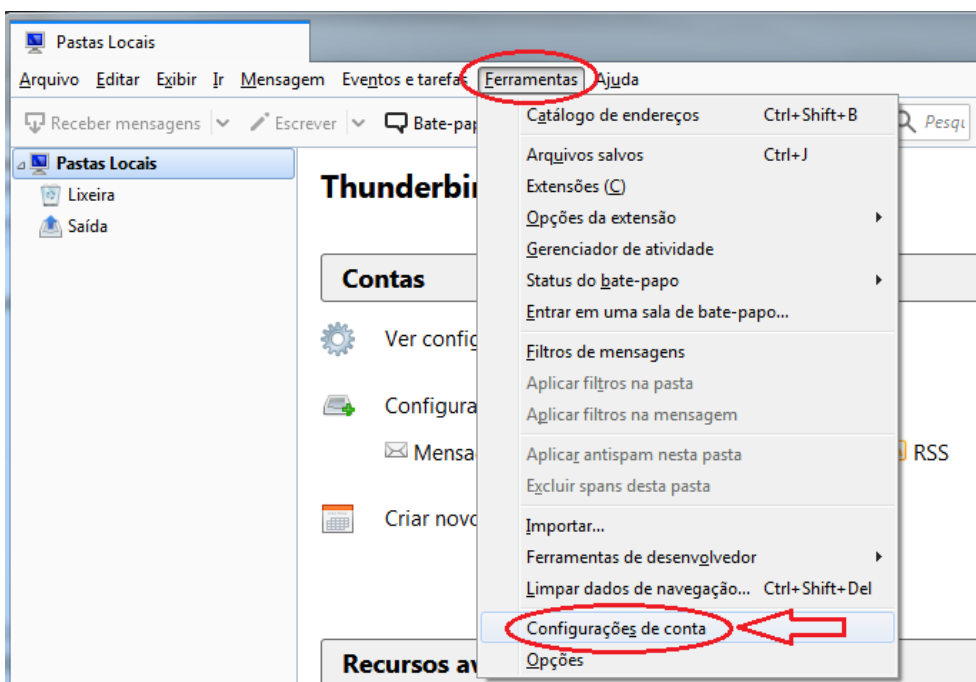 Pastas Locais
Arquivo Editar Exibir Ir Mensagem Eventos e tarefas Ferramentas Ajuda
Receber mensagens Escrever
Pastas Locais
Lixeira
Saída
Contas
Ver
Criar
Recursos
RSS
Catálogo de endereços Ctrl+Shift+B
Arquivos salvos Ctrl+J
Extensões (C)
Opções da extensão
Gerenciador de atividade
Status do bate-papo
Entrar em uma sala de bate-papo...
Filtros de mensagens
Aplicar filtros na pasta
Aplicar filtros na mensagem
Aplicar antispam nesta pasta
Excluir spans desta pasta
Importar...
Ferramentas de desenvolvedor
Limpar dados de navegação... Ctrl+Shift+Del
Configurações de conta
Opções